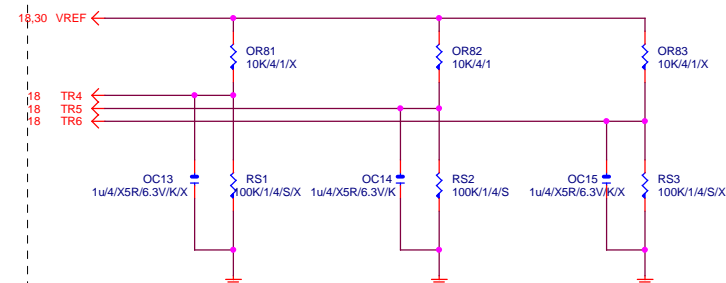 18,30 VREF
OR81
10K/4/1/X
OR82
10K/4/1
OR83
10K/4/1/X
18 TR4
18 TR5
18 TR6
OC13
1u/4/X5R/6.3V/K/X
RS1
100K/1/4/S/X
OC14
1u/4/X5R/6.3V/K
RS2
100K/1/4/S
OC15
1u/4/X5R/6.3V/K/X
RS3
100K/1/4/S/X